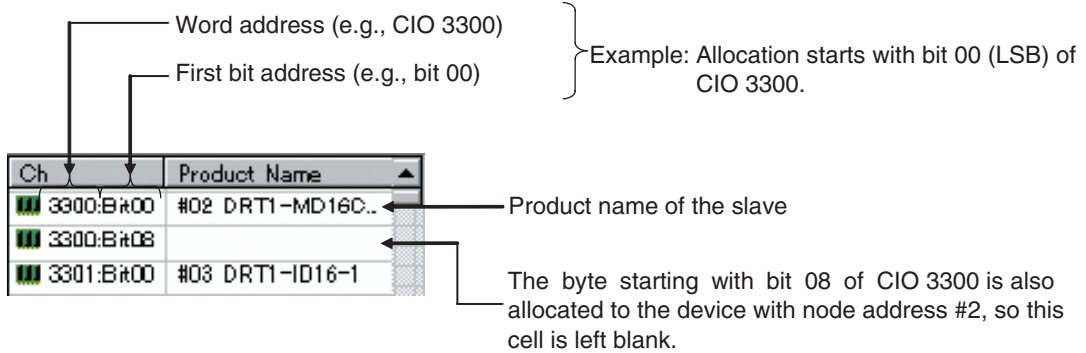 Word address (e.g., CIO 3300)
First bit address (e.g., bit 00)
Example: Allocation starts with bit 00 (LSB) of
CIO 3300.
Ch Product Name
3300:Bit00 #02 DRT1-MD16C..
Product name of the slave
3300:Bit08
3301:Bit00 #03 DRT1-ID16-1
The byte starting with bit 08 of CIO 3300 is also
allocated to the device with node address #2, so this
cell is left blank.